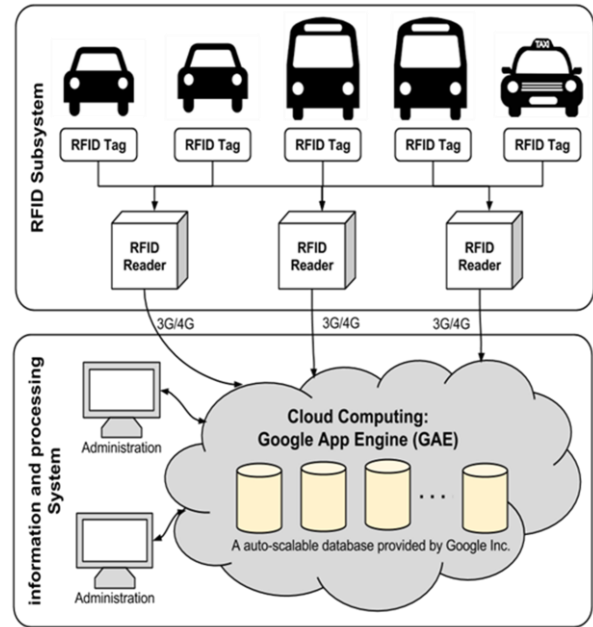 RFID Subsystem
TAXI
RFID Tag
RFID Tag
RFID Tag
RFID Tag
RFID Tag
RFID
Reader
RFID
Reader
RFID
Reader
3G/4G
3G/4G
3G/4G
information and processing
System
Administration
Administration
Cloud Computing:
Google App Engine (GAE)
...
A auto-scalable database provided by Google Inc.